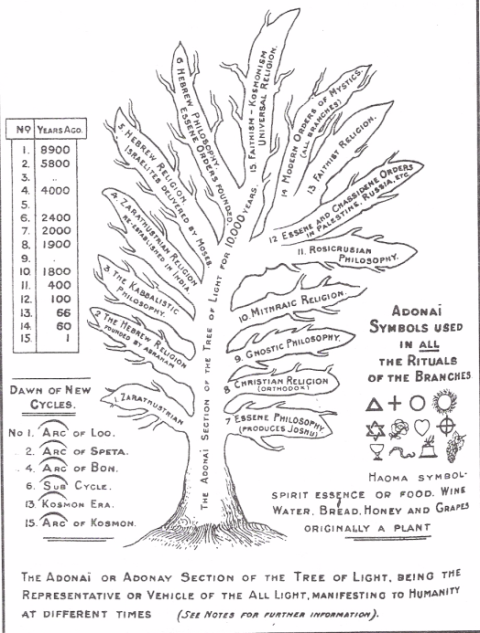 Nº YEARS AGO.
1. 8900
2. 5800
3. ..
4. 4000
5.
6. 2400
7. 2000
8. 1900
9. .
10. 1800
11. 400
12. 100
13. 66
14. 60
15. 1
DAWN OF NEW
CYCLES.
No 1. ARC OF LOO.
2. ARC OF SPETA.
4. ARC OF BON.
6. SUB CYCLE.
13. KOSMON ERA.
15. ARC OF KOSMON.
1. ZARATHUSTRIAN
2 THE HEBREW RELIGION
FOUNDED BY ABRAHAM
3 THE KABBALISTIC
PHILOSOPHY.
4. ZARATHUSTRIAN RELIGION
RE-ESTABLISHED IN INDIA.
5. HEBREW RELIGION
ISRAELITES DELIVERED BY MOSES.
6 HEBREW PHILOSOPHY.
ESSENE ORDERS FOUNDED
15 FAITHISM - KOSMONISM
UNIVERSAL RELIGION.
14 MODERN ORDERS OF MYSTICS.
(ALL BRANCHES)
13 FAITHIST RELIGION.
12 ESSENE AND CHASSIDENE ORDERS
IN PALESTINE, RUSSIA, ETC
11. ROSICRUSIAN
PHILOSOPHY.
10. MITHRAIC RELIGION.
9. GNOSTIC PHILOSOPHY.
8 CHRISTIAN RELIGION
(ORTHODOX)
7 ESSENE PHILOSOPHY
(PRODUCES JOSHU)
THE ADONAI SECTION OF THE TREE OF LIGHT FOR 10,000 YEARS.
ADONAI
SYMBOLS USED
IN ALL
THE RITUALS
OF THE BRANCHES
HAOMA SYMBOL-
SPIRIT ESSENCE OR FOOD. WINE
WATER, BREAD, HONEY AND GRAPES
ORIGINALLY A PLANT
THE ADONAI OR ADONAY SECTION OF THE TREE OF LIGHT, BEING THE
REPRESENTATIVE OR VEHICLE OF THE ALL LIGHT, MANIFESTING TO HUMANITY
AT DIFFERENT TIMES (SEE NOTES FOR FURTHER INFORMATION).